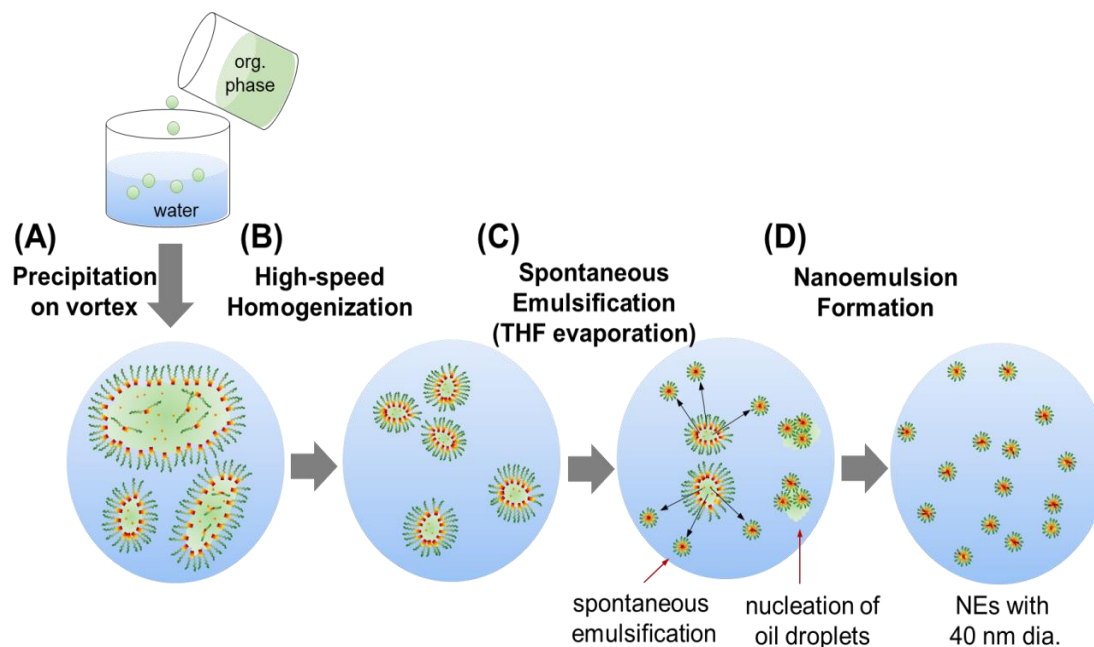 org.
phase
water
(A)
Precipitation
on vortex
(B)
High-speed
Homogenization
(C)
Spontaneous
Emulsification
(THF evaporation)
(D)
Nanoemulsion
Formation
spontaneous
emulsification
nucleation of
oil droplets
NEs with
40 nm dia.